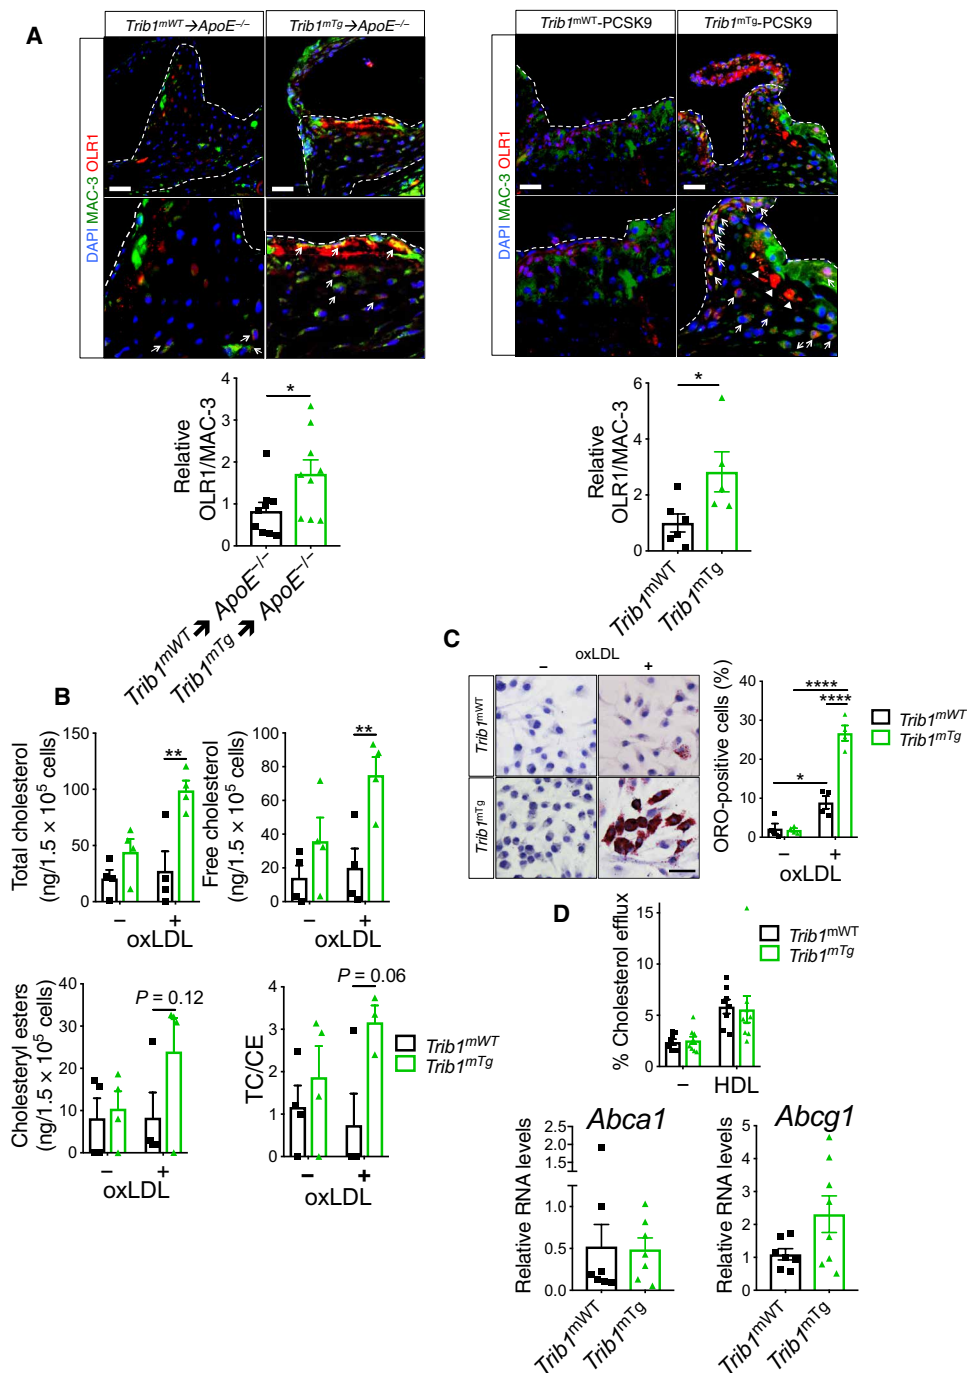 A
Trib1mWT→ApoE−/−
Trib1mTg→ApoE−/−
DAPI MAC-3 OLR1
Trib1mWT-PCSK9
Trib1mTg-PCSK9
DAPI MAC-3 OLR1
Relative
OLR1/MAC-3
4
3
2
1
0
*
Trib1mWT ➔ ApoE−/−
Trib1mTg ➔ ApoE−/−
Relative
OLR1/MAC-3
6
4
2
0
*
Trib1mWT
Trib1mTg
B
Total cholesterol
(ng/1.5 × 10⁵ cells)
150
100
50
0
**
− +
oxLDL
Free cholesterol
(ng/1.5 × 10⁵ cells)
100
80
60
40
20
0
**
− +
oxLDL
Cholesteryl esters
(ng/1.5 × 10⁵ cells)
40
30
20
10
0
P = 0.12
− +
oxLDL
TC/CE
4
3
2
1
0
P = 0.06
− +
oxLDL
Trib1mWT
Trib1mTg
C
oxLDL
− +
Trib1mWT
Trib1mTg
ORO-positive cells (%)
40
30
20
10
0
*
****
****
− +
oxLDL
Trib1mWT
Trib1mTg
D
% Cholesterol efflux
15
10
5
0
− HDL
Trib1mWT
Trib1mTg
Abca1
Relative RNA levels
2.5
2.0
1.5
1.0
0.5
0.0
Trib1mWT
Trib1mTg
Abcg1
Relative RNA levels
5
4
3
2
1
0
Trib1mWT
Trib1mTg